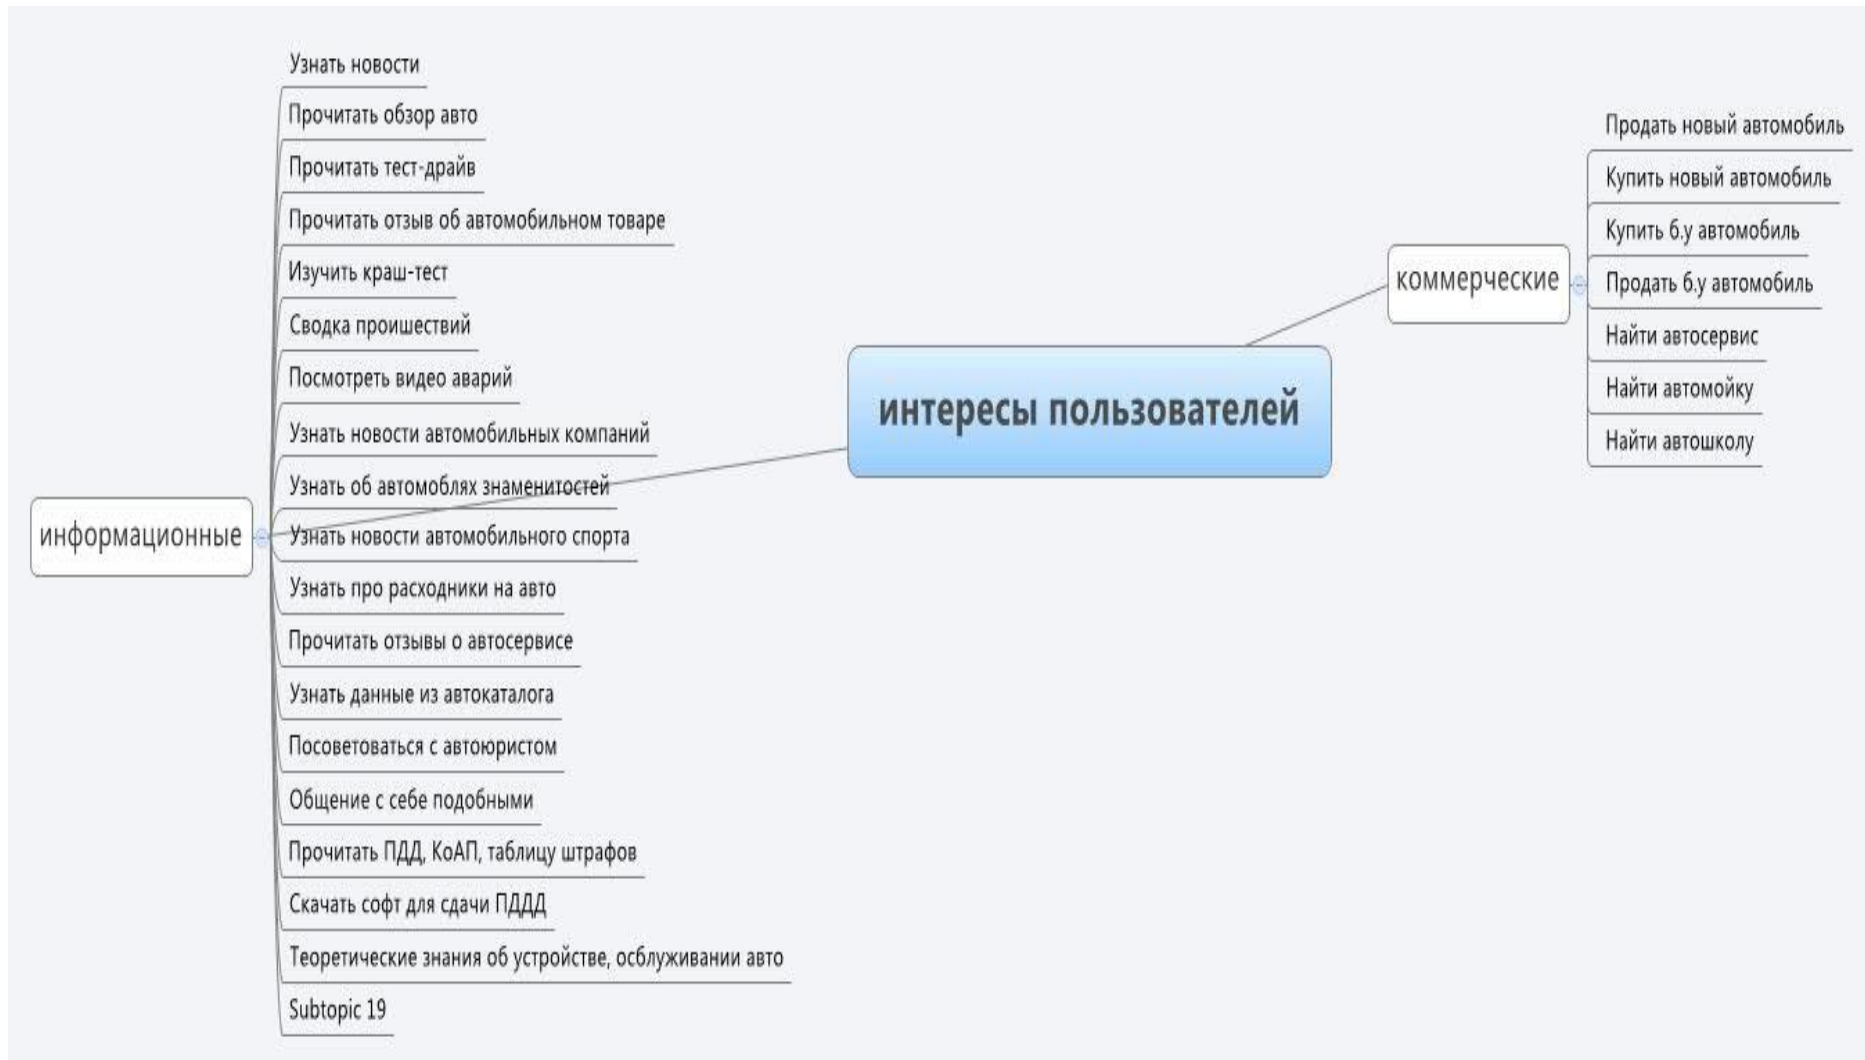 Узнать новости
Прочитать обзор авто
Прочитать тест-драйв
Прочитать отзыв об автомобильном товаре
Изучить краш-тест
Сводка проишествий
Посмотреть видео аварий
Узнать новости автомобильных компаний
Узнать об автомоблях знаменитостей
Узнать новости автомобильного спорта
Узнать про расходники на авто
Прочитать отзывы о автосервисе
Узнать данные из автокаталога
Посоветоваться с автоюристом
Общение с себе подобными
Прочитать ПДД, КоАП, таблицу штрафов
Скачать софт для сдачи ПДДД
Теоретические знания об устройстве, осблуживании авто
Subtopic 19
информационные
интересы пользователей
коммерческие
Продать новый автомобиль
Купить новый автомобиль
Купить б.у автомобиль
Продать б.у автомобиль
Найти автосервис
Найти автомойку
Найти автошколу